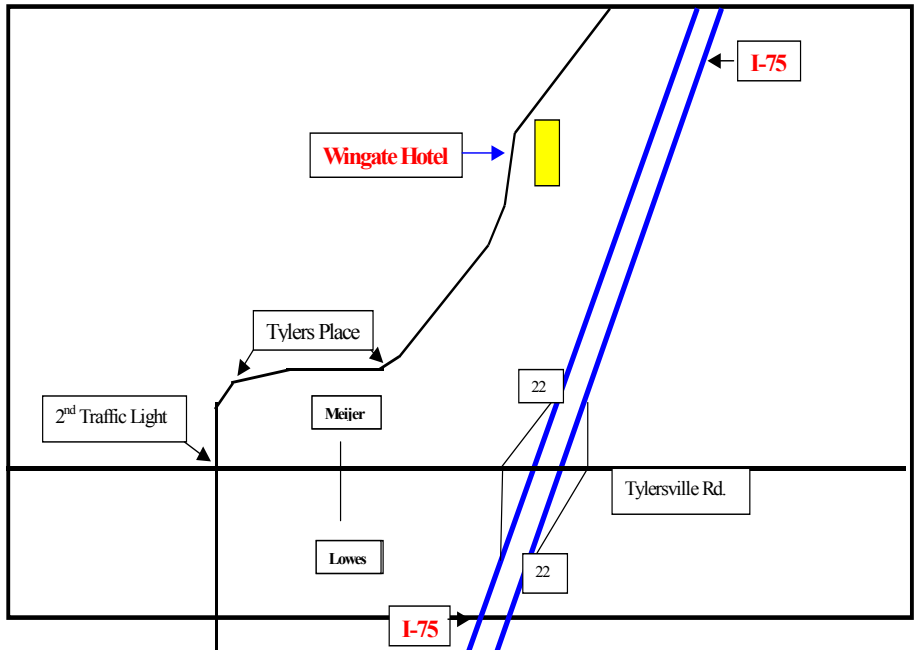 I-75
Wingate Hotel
Tylers Place
22
2nd Traffic Light
Meijer
Tylersville Rd.
Lowes
22
I-75